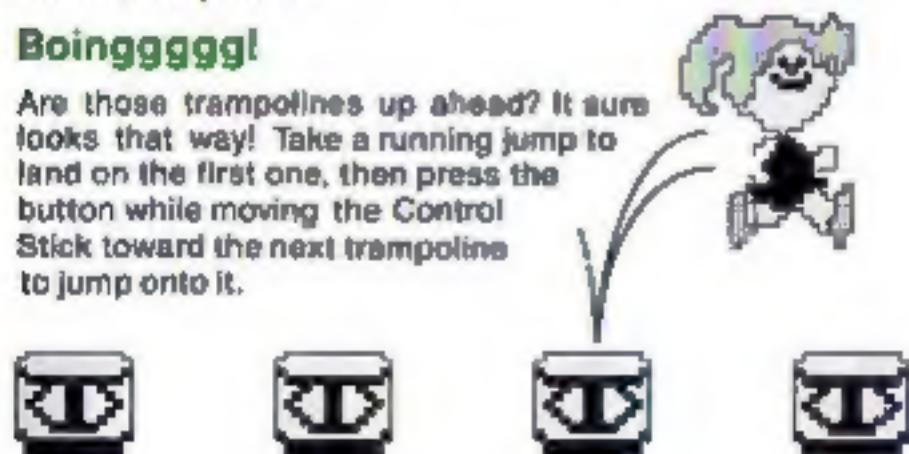 Boinggggg!
Are those trampolines up ahead? It sure
looks that way! Take a running jump to
land on the first one, then press the
button while moving the Control
Stick toward the next trampoline
to jump onto it.